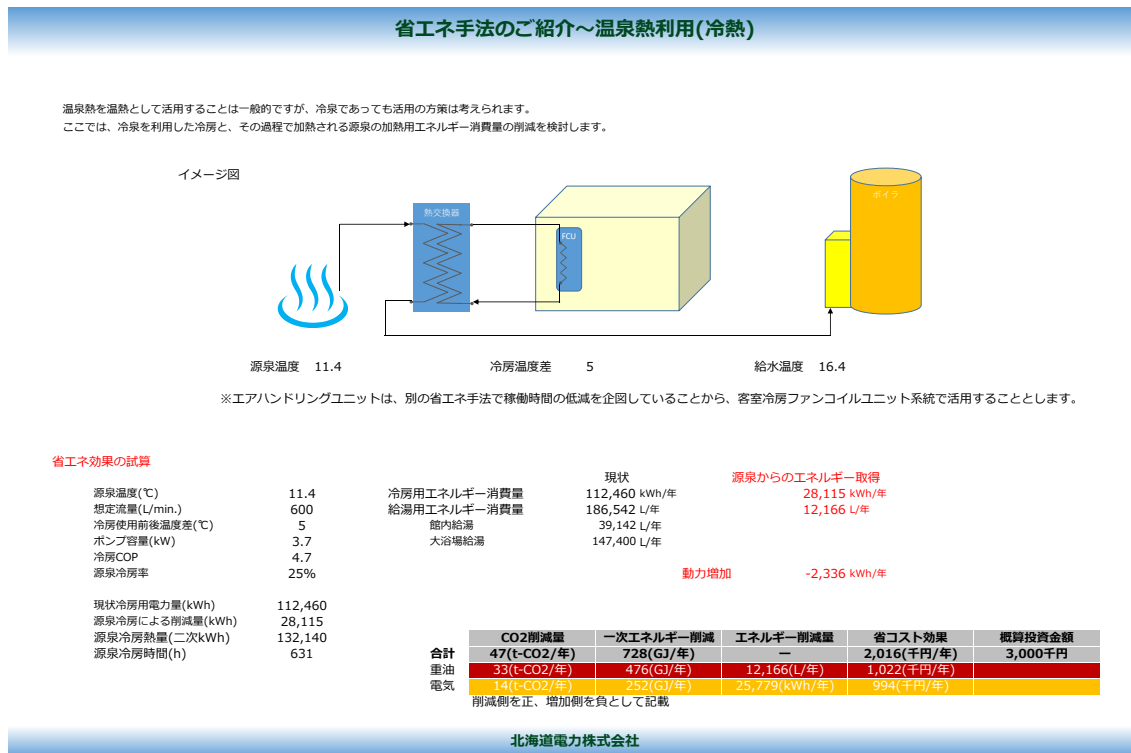 省エネ手法のご紹介～温泉熱利用(冷熱)
温泉熱を温熱として活用することは一般的ですが、冷泉であっても活用の方策は考えられます。
ここでは、冷泉を利用した冷房と、その過程で加熱される源泉の加熱用エネルギー消費量の削減を検討します。
イメージ図
熱交換器
FCU
ボイラ
源泉温度 11.4 冷房温度差 5 給水温度 16.4
※エアハンドリングユニットは、別の省エネ手法で稼働時間の低減を企図していることから、客室冷房ファンコイルユニット系統で活用することとします。
省エネ効果の試算
現状 源泉からのエネルギー取得
源泉温度(℃) 11.4 冷房用エネルギー消費量 112,460 kWh/年 28,115 kWh/年
想定流量(L/min.) 600 給湯用エネルギー消費量 186,542 L/年 12,166 L/年
冷房使用前後温度差(℃) 5 館内給湯 39,142 L/年
ポンプ容量(kW) 3.7 大浴場給湯 147,400 L/年
冷房COP 4.7
源泉冷房率 25% 動力増加 -2,336 kWh/年
現状冷房用電力量(kWh) 112,460
源泉冷房による削減量(kWh) 28,115
源泉冷房熱量(二次kWh) 132,140
源泉冷房時間(h) 631
CO2削減量 一次エネルギー削減 エネルギー削減量 省コスト効果 概算投資金額
合計 47(t-CO2/年) 728(GJ/年) ー 2,016(千円/年) 3,000千円
重油 33(t-CO2/年) 476(GJ/年) 12,166(L/年) 1,022(千円/年)
電気 14(t-CO2/年) 252(GJ/年) 25,779(kWh/年) 994(千円/年)
削減側を正、増加側を負として記載
北海道電力株式会社